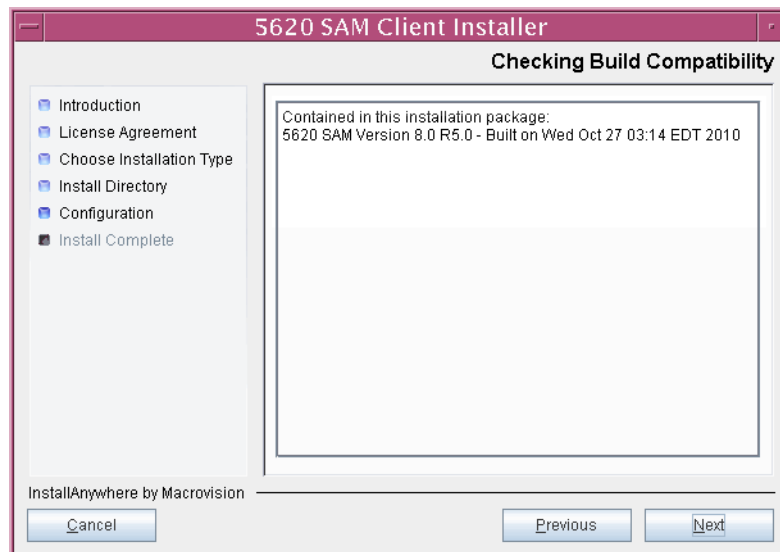 5620 SAM Client Installer
Checking Build Compatibility
Introduction
License Agreement
Choose Installation Type
Install Directory
Configuration
Install Complete
Contained in this installation package:
5620 SAM Version 8.0 R5.0 - Built on Wed Oct 27 03:14 EDT 2010
InstallAnywhere by Macrovision
Cancel
Previous
Next